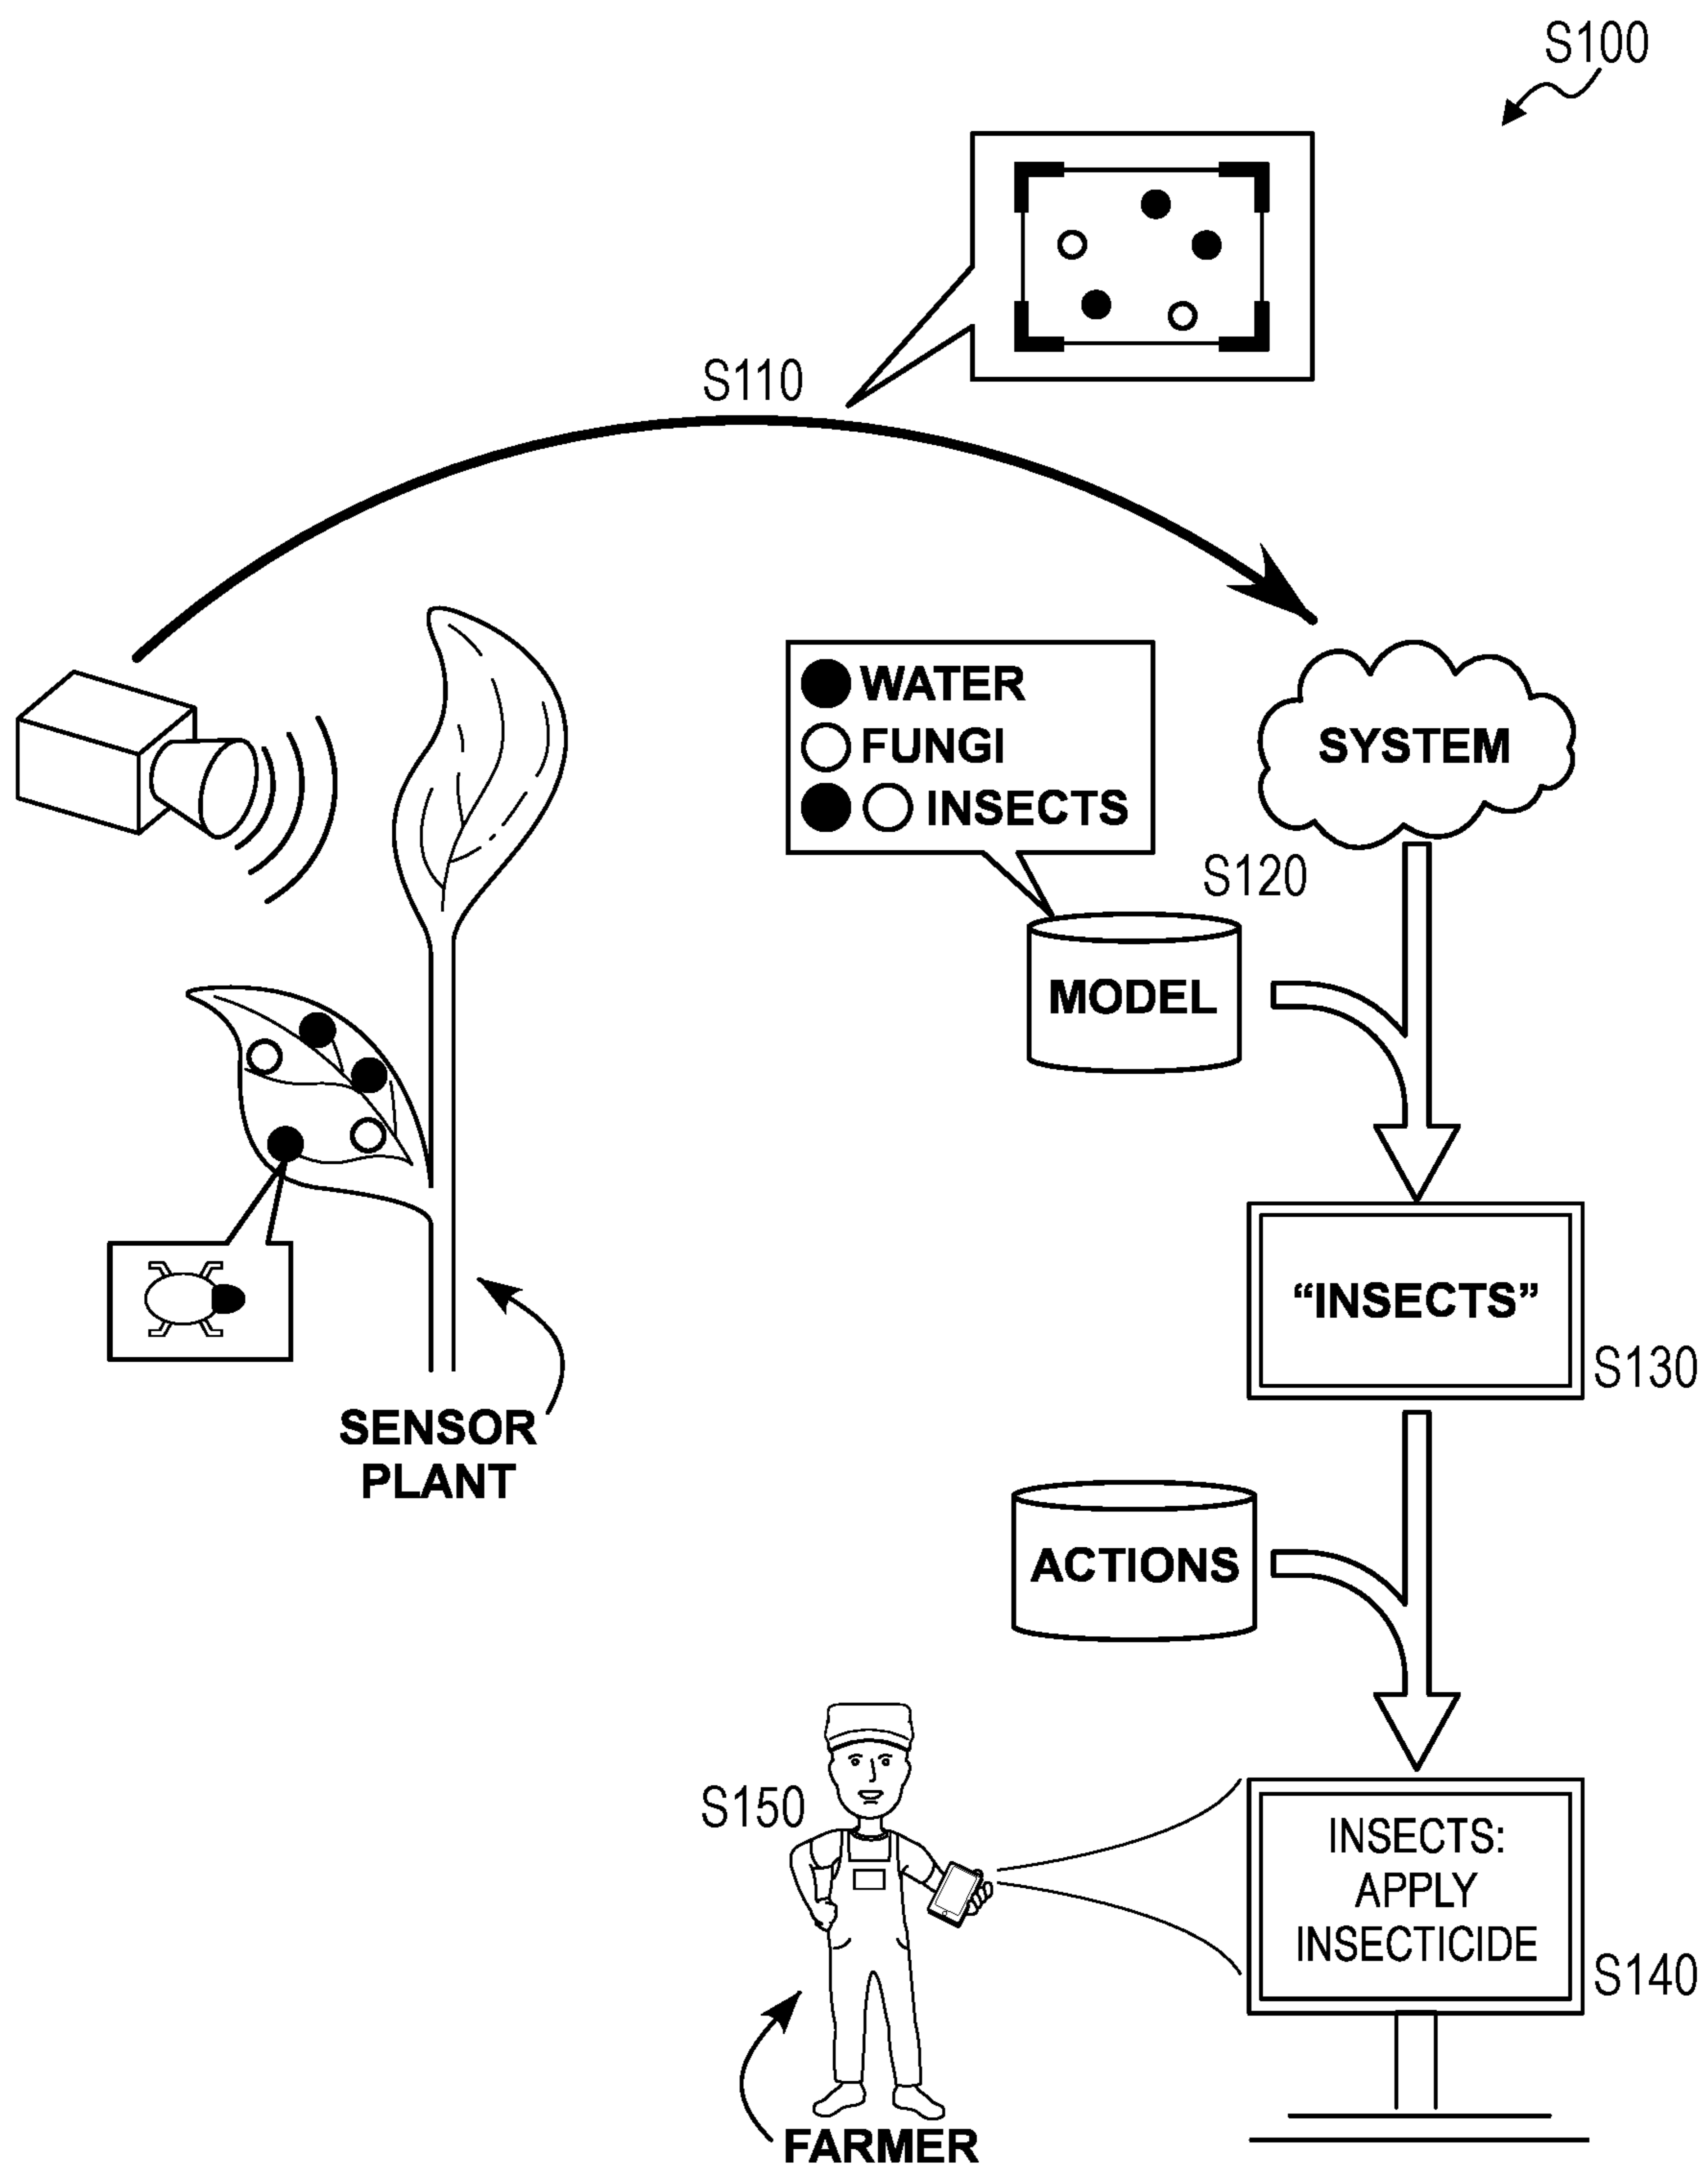 S100
S110
WATER
FUNGI
INSECTS
SYSTEM
S120
MODEL
“INSECTS”
S130
SENSOR
PLANT
ACTIONS
S150
INSECTS:
APPLY
INSECTICIDE
S140
FARMER